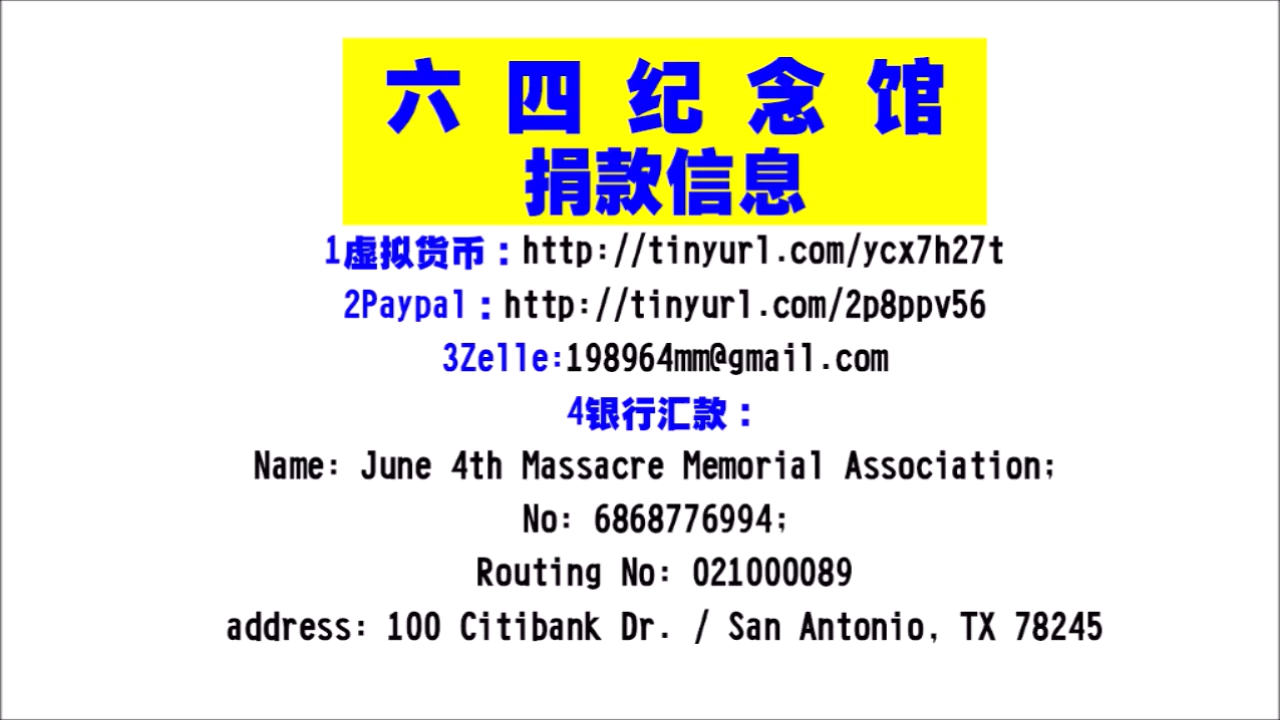 六四纪念馆
捐款信息
1虚拟货币：http://tinyurl.com/ycx7h27t
2Paypal：http://tinyurl.com/2p8ppv56
3Zelle:198964mm@gmail.com
4银行汇款：
Name: June 4th Massacre Memorial Association;
No: 6868776994;
Routing No: 021000089
address: 100 Citibank Dr. / San Antonio, TX 78245